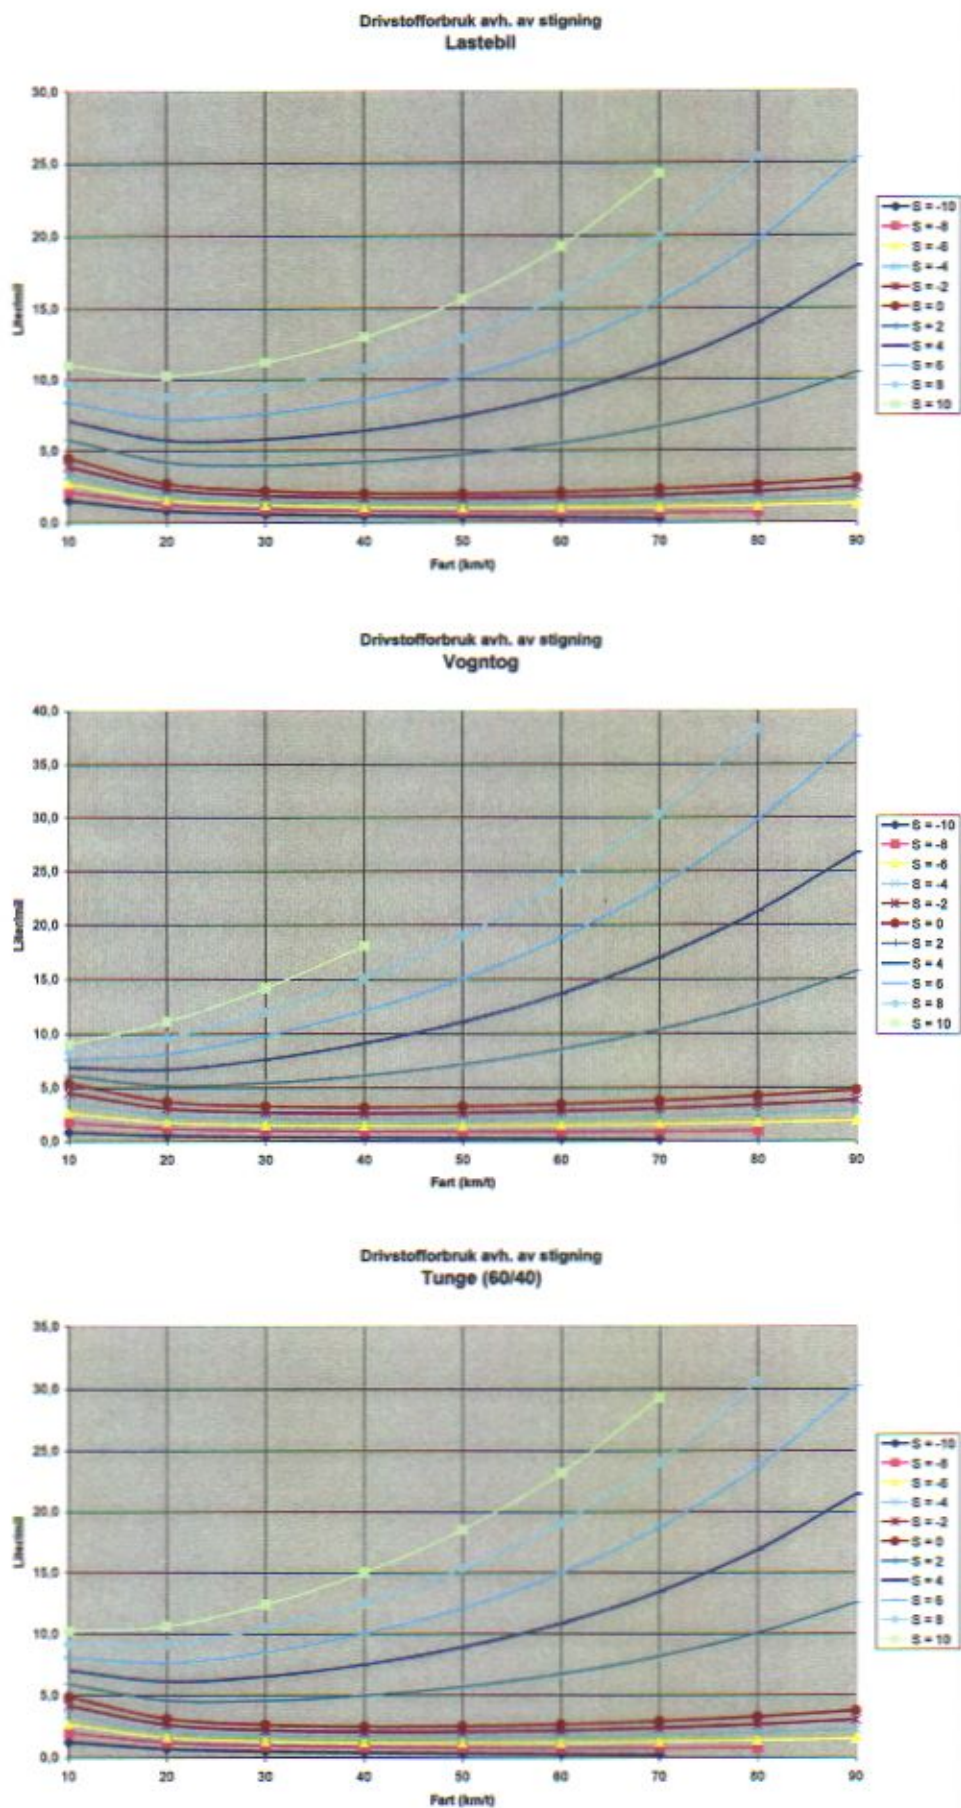 Drivstofforbruk avh. av stigning
Lastebil
30,0
25,0
20,0
15,0
10,0
5,0
0,0
Liter/mil
10 20 30 40 50 60 70 80 90
Fart (km/t)
S = -10
S = -8
S = -6
S = -4
S = -2
S = 0
S = 2
S = 4
S = 6
S = 8
S = 10
Drivstofforbruk avh. av stigning
Vogntog
40,0
35,0
30,0
25,0
20,0
15,0
10,0
5,0
0,0
Liter/mil
10 20 30 40 50 60 70 80 90
Fart (km/t)
S = -10
S = -8
S = -6
S = -4
S = -2
S = 0
S = 2
S = 4
S = 6
S = 8
S = 10
Drivstofforbruk avh. av stigning
Tunge (60/40)
35,0
30,0
25,0
20,0
15,0
10,0
5,0
0,0
Liter/mil
10 20 30 40 50 60 70 80 90
Fart (km/t)
S = -10
S = -8
S = -6
S = -4
S = -2
S = 0
S = 2
S = 4
S = 6
S = 8
S = 10